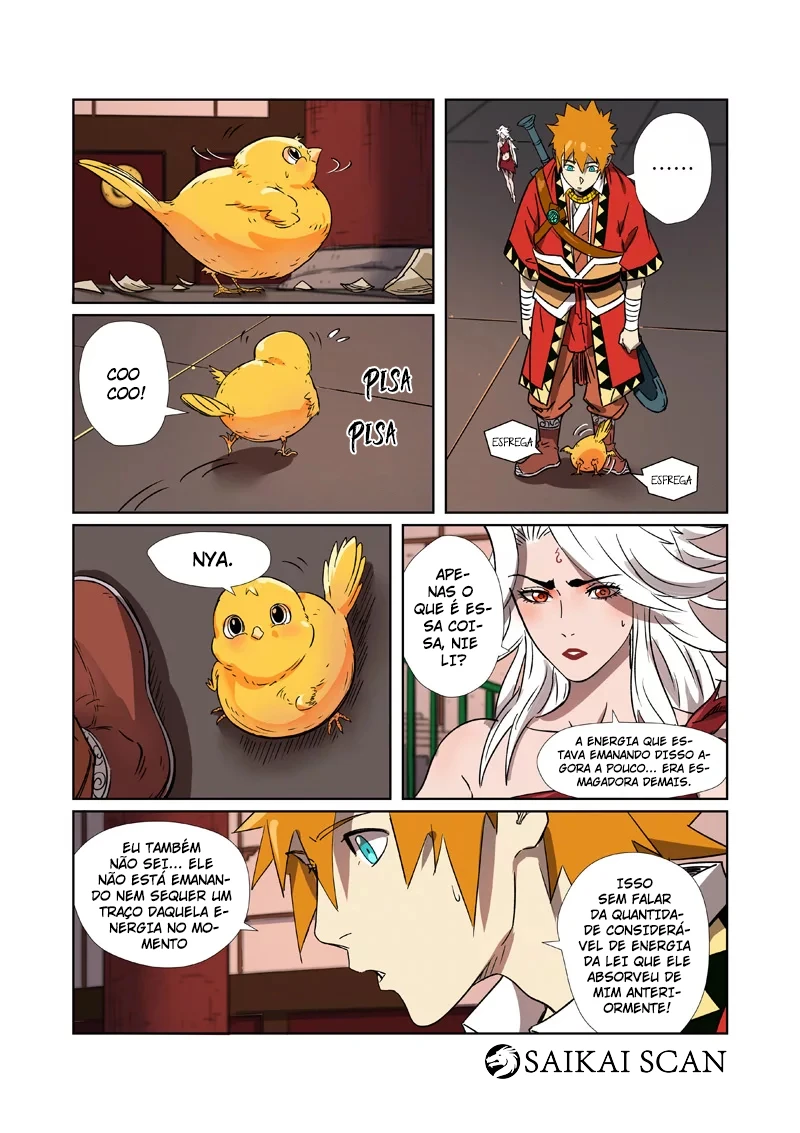 ......
COO
COO!
PISA
PISA
ESFREGA
ESFREGA
NYA.
APE-
NAS O
QUE É ES-
SA COI-
SA, NIE
LI?
A ENERGIA QUE ES-
TAVA EMANANDO DISSO A-
GORA A POUCO... ERA ES-
MAGADORA DEMAIS.
EU TAMBÉM
NÃO SEI... ELE
NÃO ESTÁ EMANAN-
DO NEM SEQUER UM
TRAÇO DAQUELA E-
NERGIA NO MO-
MENTO
ISSO
SEM FALAR
DA QUANTIDA-
DE CONSIDERÁ-
VEL DE ENERGIA
DA LEI QUE ELE
ABSORVEU DE
MIM ANTERI-
ORMENTE!
SAIKAI SCAN